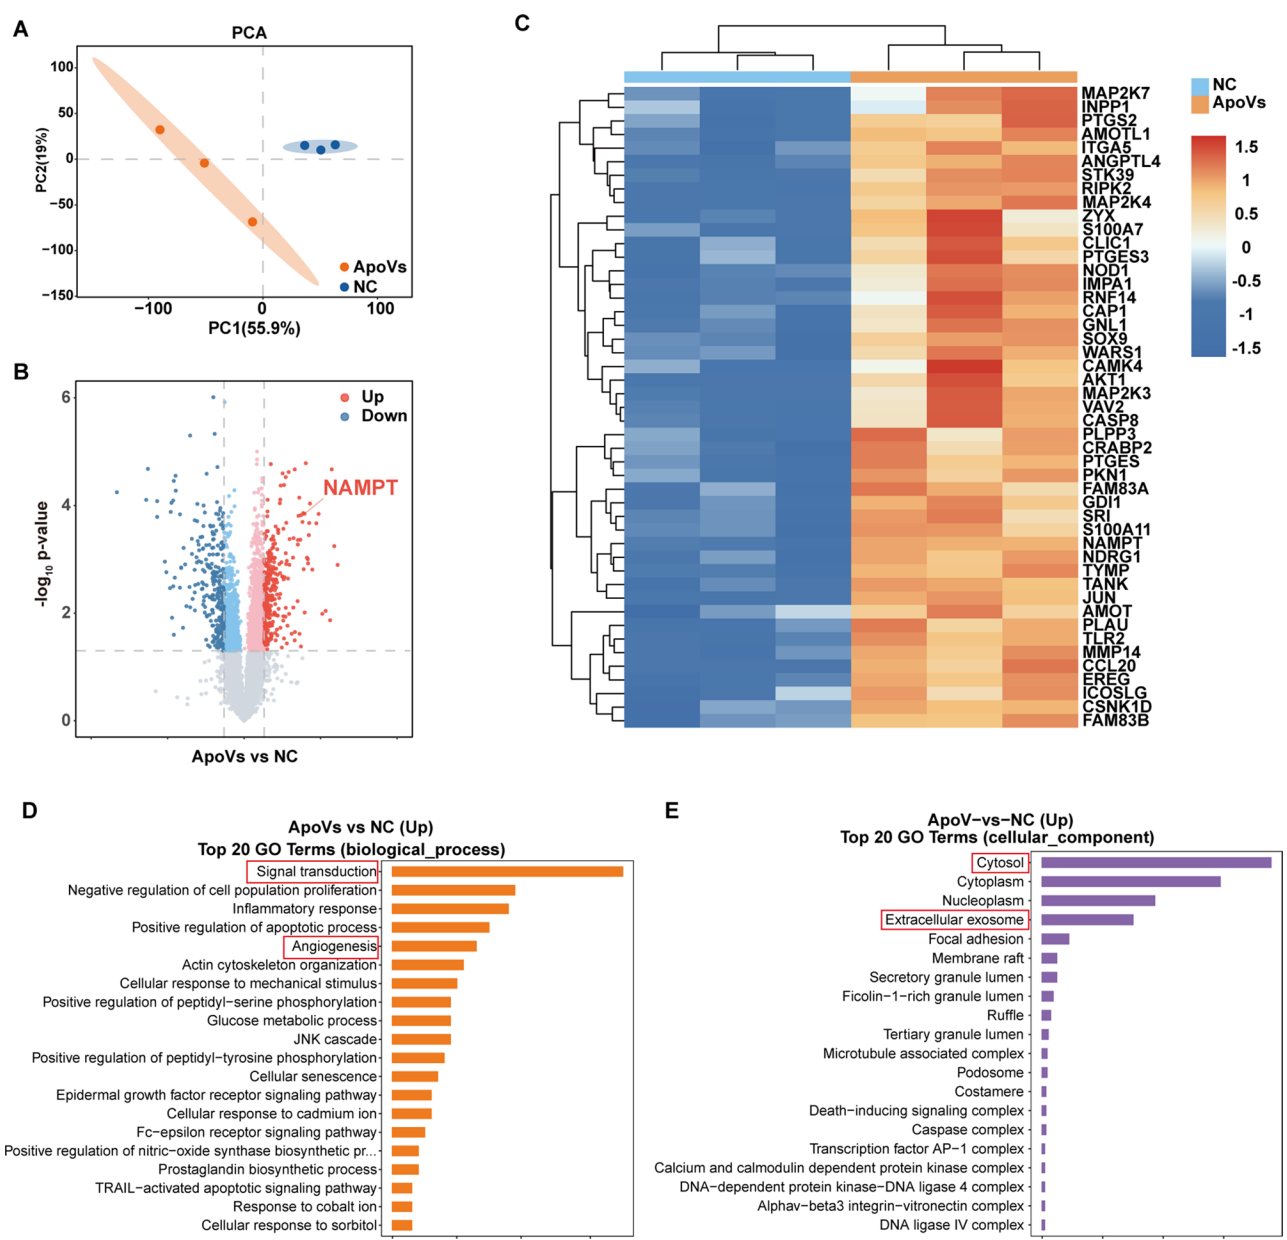 A
PCA
PC2(19%)
100
50
0
−50
−100
−150
−100
0
100
PC1(55.9%)
ApoVs
NC
B
-log10 p-value
6
4
2
0
Up
Down
NAMPT
ApoVs vs NC
C
MAP2K7
INPP1
PTGS2
AMOTL1
ITGA5
ANGPTL4
STK39
RIPK2
MAP2K4
ZYX
S100A7
CLIC1
PTGES3
NOD1
IMPA1
RNF14
CAP1
GNL1
SOX9
WARS1
CAMK4
AKT1
MAP2K3
VAV2
CASP8
PLPP3
CRABP2
PTGES
PKN1
FAM83A
GDI1
SRI
S100A11
NAMPT
NDRG1
TYMP
TANK
JUN
AMOT
PLAU
TLR2
MMP14
CCL20
EREG
ICOSLG
CSNK1D
FAM83B
NC
ApoVs
1.5
1
0.5
0
-0.5
-1
-1.5
D
ApoVs vs NC (Up)
Top 20 GO Terms (biological_process)
Signal transduction
Negative regulation of cell population proliferation
Inflammatory response
Positive regulation of apoptotic process
Angiogenesis
Actin cytoskeleton organization
Cellular response to mechanical stimulus
Positive regulation of peptidyl−serine phosphorylation
Glucose metabolic process
JNK cascade
Positive regulation of peptidyl−tyrosine phosphorylation
Cellular senescence
Epidermal growth factor receptor signaling pathway
Cellular response to cadmium ion
Fc−epsilon receptor signaling pathway
Positive regulation of nitric−oxide synthase biosynthetic pr...
Prostaglandin biosynthetic process
TRAIL−activated apoptotic signaling pathway
Response to cobalt ion
Cellular response to sorbitol
E
ApoV−vs−NC (Up)
Top 20 GO Terms (cellular_component)
Cytosol
Cytoplasm
Nucleoplasm
Extracellular exosome
Focal adhesion
Membrane raft
Secretory granule lumen
Ficolin−1−rich granule lumen
Ruffle
Tertiary granule lumen
Microtubule associated complex
Podosome
Costamere
Death−inducing signaling complex
Caspase complex
Transcription factor AP−1 complex
Calcium and calmodulin dependent protein kinase complex
DNA−dependent protein kinase−DNA ligase 4 complex
Alphav−beta3 integrin−vitronectin complex
DNA ligase IV complex